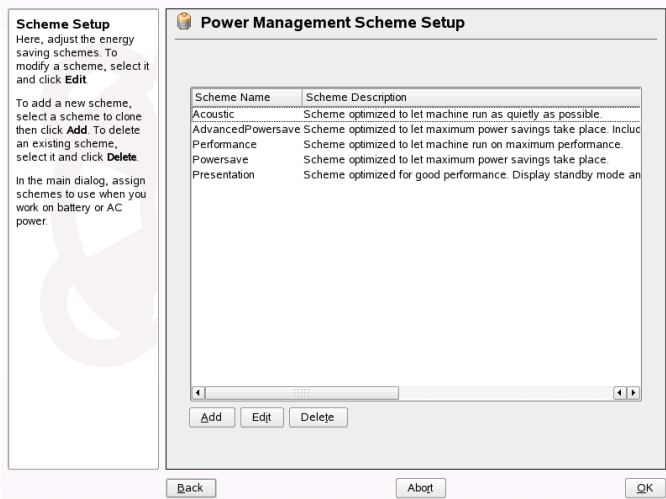 Scheme Setup
Here, adjust the energy
saving schemes. To
modify a scheme, select it
and click Edit.
To add a new scheme,
select a scheme to clone
then click Add. To delete
an existing scheme,
select it and click Delete.
In the main dialog, assign
schemes to use when you
work on battery or AC
power.
Power Management Scheme Setup
Scheme Name Scheme Description
Acoustic Scheme optimized to let machine run as quietly as possible.
AdvancedPowersave Scheme optimized to let maximum power savings take place. Includ
Performance Scheme optimized to let machine run on maximum performance.
Powersave Scheme optimized to let maximum power savings take place.
Presentation Scheme optimized for good performance. Display standby mode an
Add Edit Delete
Back Abort OK